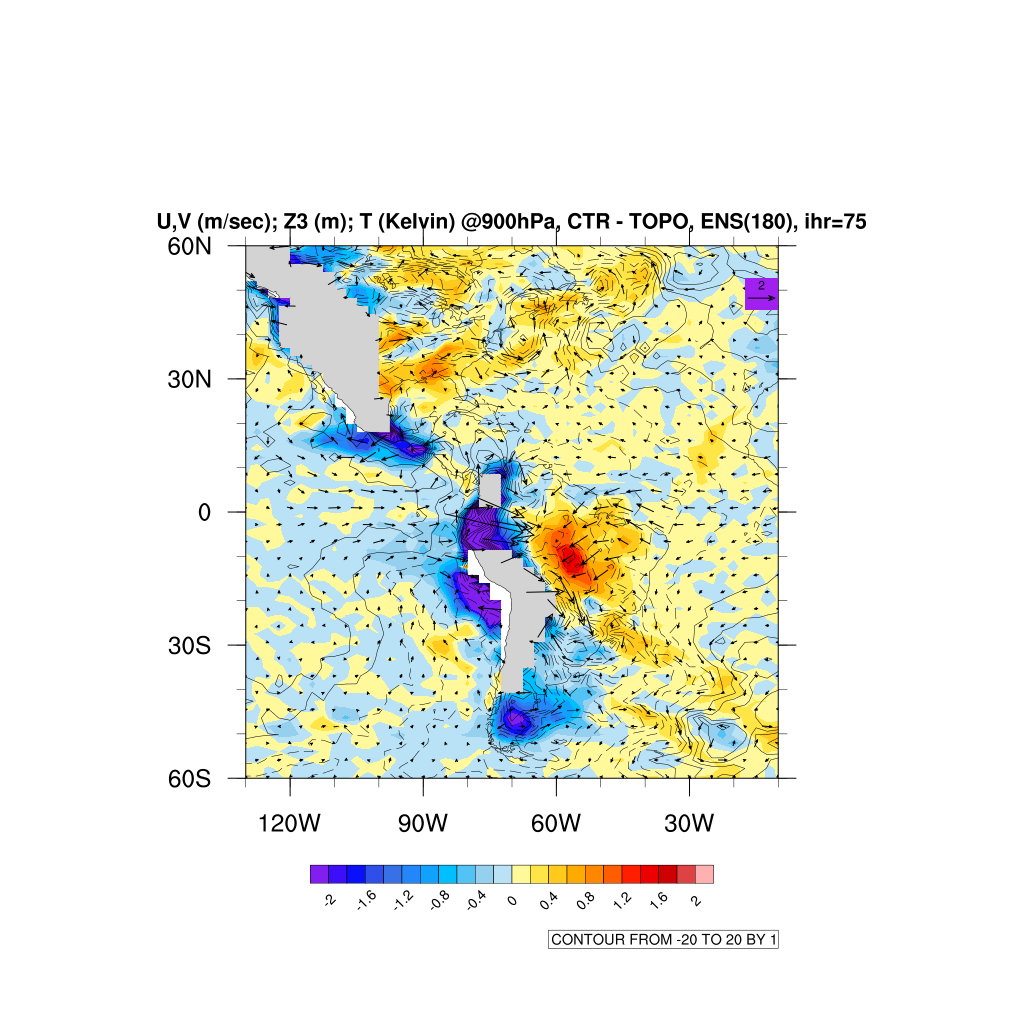 U,V (m/sec); Z3 (m); T (Kelvin) @900hPa, CTR - TOPO, ENS(180), ihr=75
60N
2
30N
0
30S
60S
120W 90W 60W 30W
-2 -1.6 -1.2 -0.8 -0.4 0 0.4 0.8 1.2 1.6 2
CONTOUR FROM -20 TO 20 BY 1